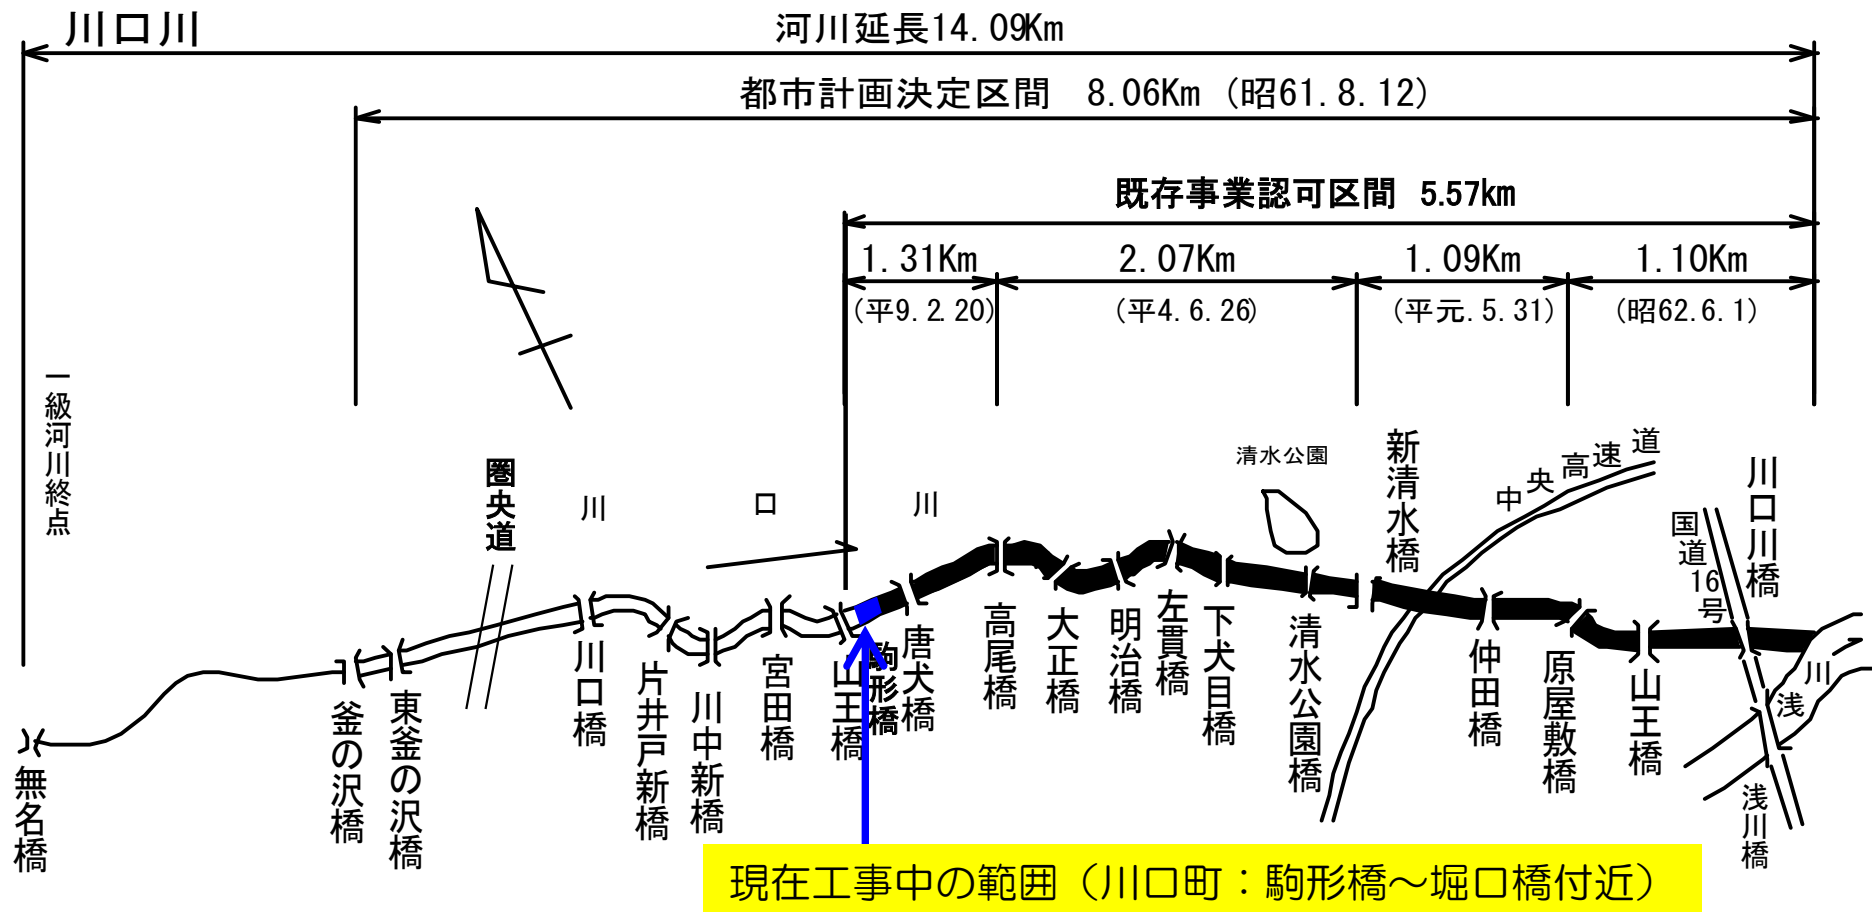 川口川
河川延長14.09Km
都市計画決定区間 8.06Km (昭61.8.12)
既存事業認可区間 5.57km
1.31Km
2.07Km
1.09Km
1.10Km
(平9.2.20)
(平4.6.26)
(平元.5.31)
(昭62.6.1)
一級河川終点
圏央道
川口川
清水公園
新清水橋
中央高速道
国道16号
川口川橋
無名橋
釜の沢橋
東釜の沢橋
川口橋
片井戸新橋
川中新橋
宮田橋
山王橋
駒形橋
唐犬橋
高尾橋
大正橋
明治橋
左貫橋
下犬目橋
清水公園橋
仲田橋
原屋敷橋
山王橋
浅川
浅川橋
現在工事中の範囲（川口町：駒形橋～堀口橋付近）